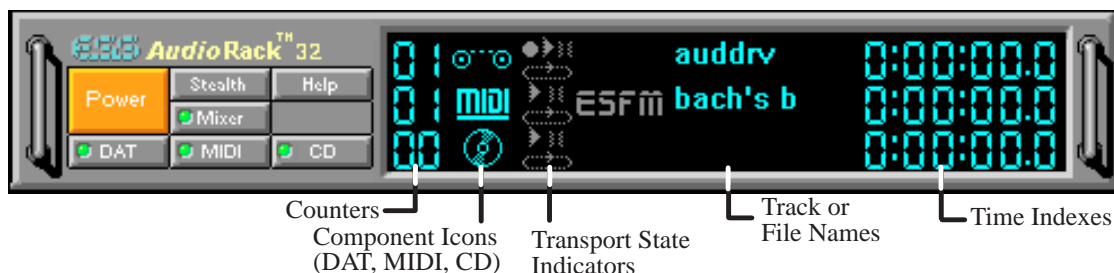 ESS AudioRack™ 32
Power
Stealth
Help
Mixer
DAT
MIDI
CD
01
auddrv
0:00:00.0
01
MIDI
ESFM
bach's b
0:00:00.0
00
0:00:00.0
Counters
Component Icons
(DAT, MIDI, CD)
Transport State
Indicators
Track or
File Names
Time Indexes